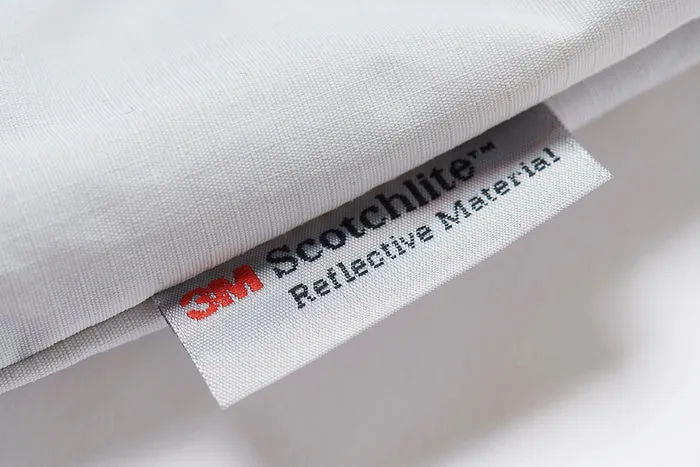 3M Scotchlite™
Reflective Material